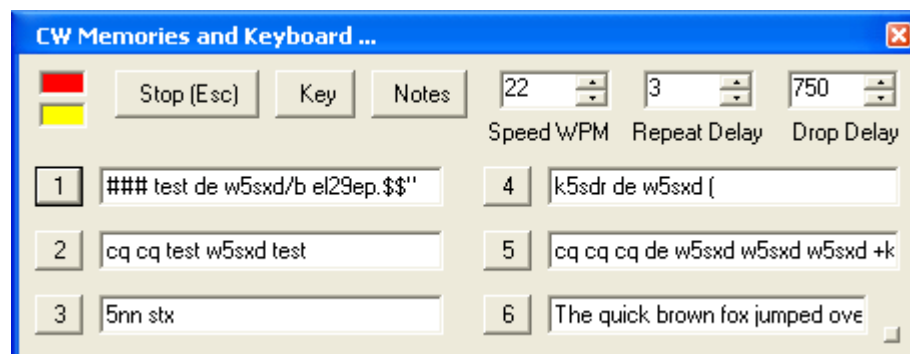 CW Memories and Keyboard ...
Stop (Esc) Key Notes 22 3 750
Speed WPM Repeat Delay Drop Delay
1 ### test de w5sxd/b el29ep.$$" 4 k5sdr de w5sxd (
2 cq cq test w5sxd test 5 cq cq cq de w5sxd w5sxd w5sxd +k
3 5nn stx 6 The quick brown fox jumped ove